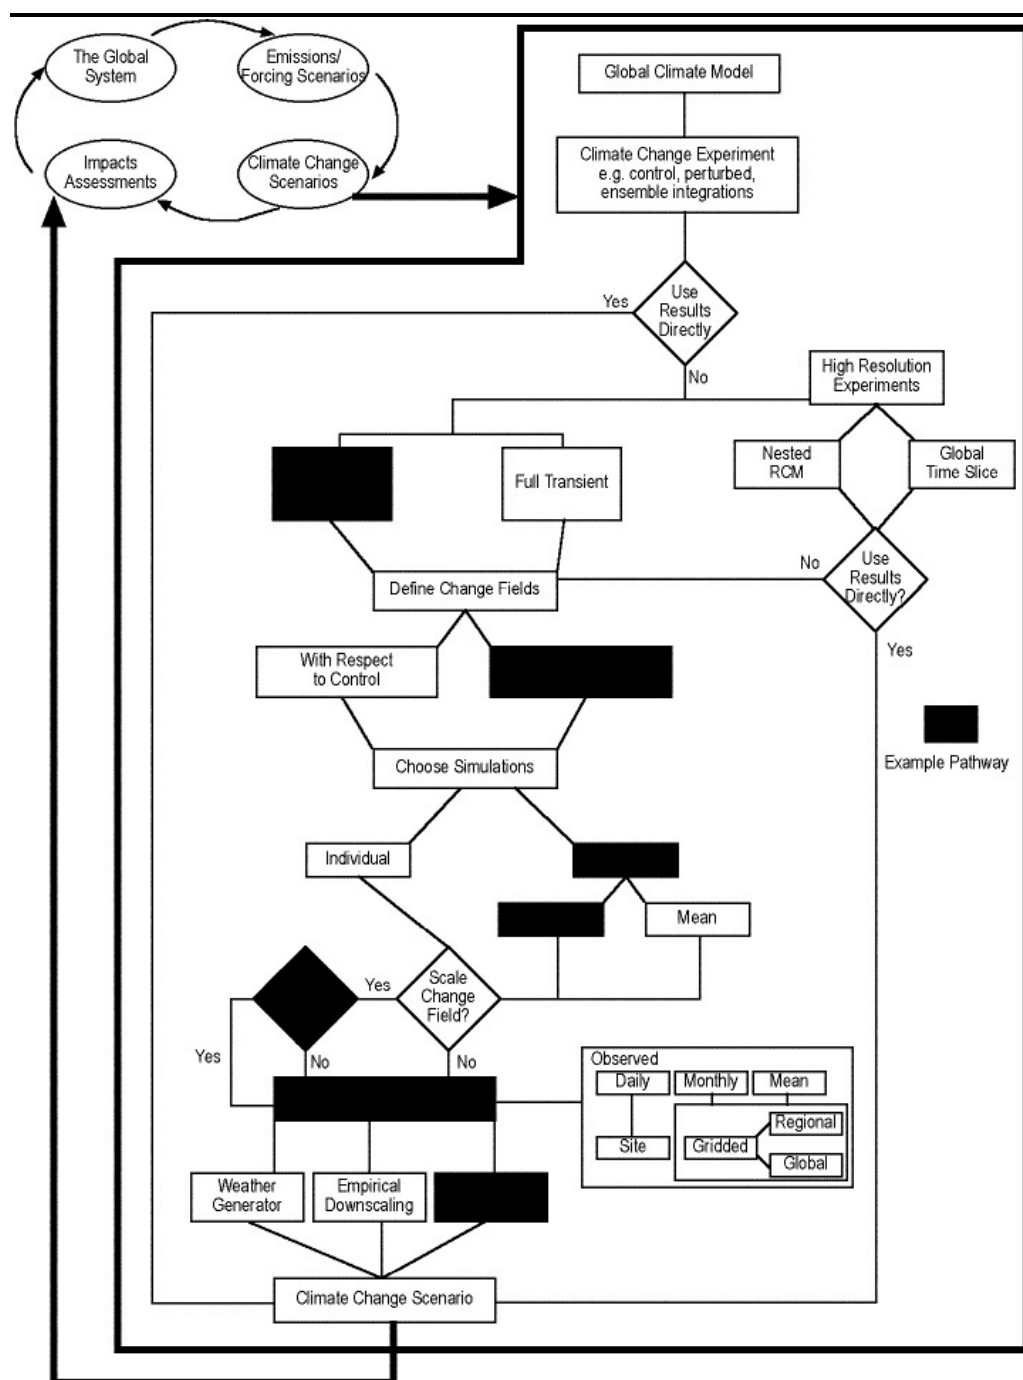 The Global
System
Emissions/
Forcing Scenarios
Impacts
Assessments
Climate Change
Scenarios
Global Climate Model
Climate Change Experiment
e.g. control, perturbed,
ensemble integrations
Use
Results
Directly
Yes
No
High Resolution
Experiments
Nested
RCM
Global
Time Slice
Full Transient
Use
Results
Directly?
No
Yes
Define Change Fields
With Respect
to Control
Choose Simulations
Example Pathway
Individual
Mean
Scale
Change
Field?
Yes
Yes
No
No
Observed
Daily
Monthly
Mean
Site
Gridded
Regional
Global
Weather
Generator
Empirical
Downscaling
Climate Change Scenario